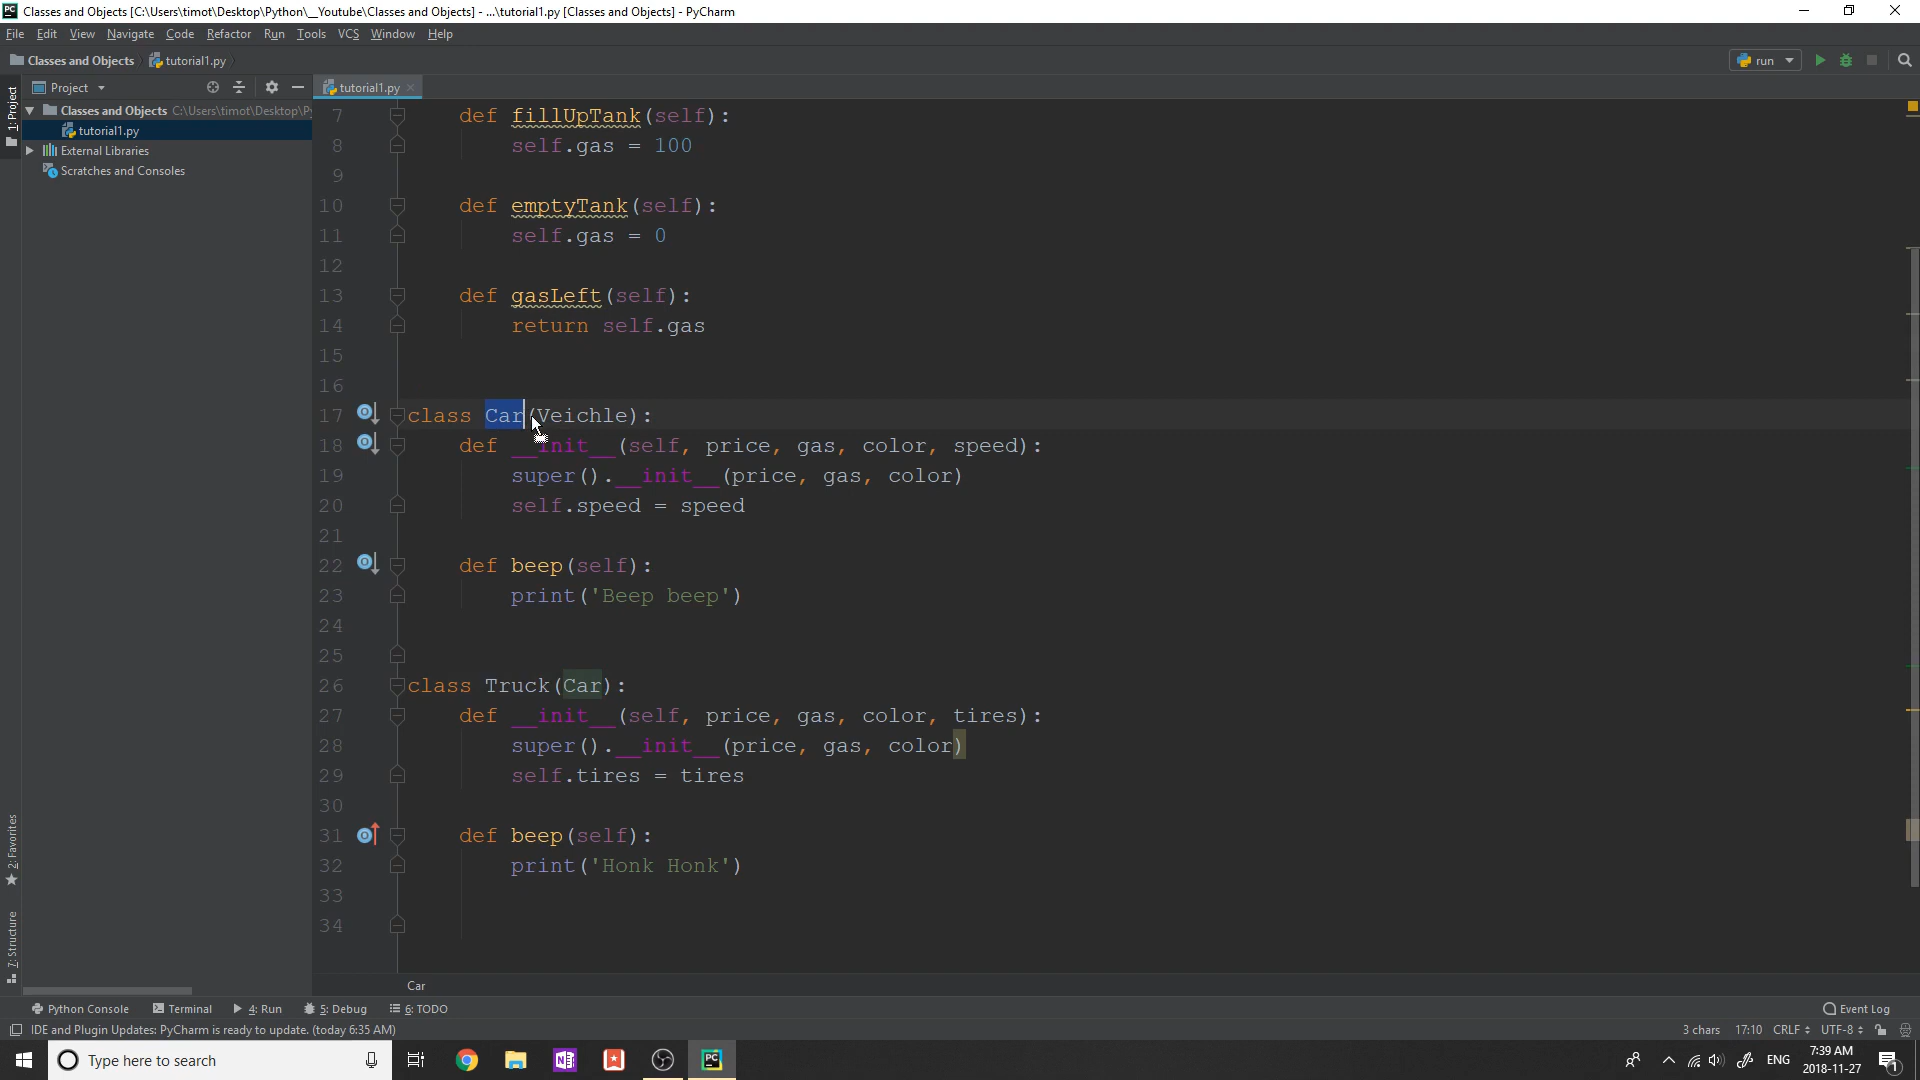 Classes and Objects [C:\Users\timot\Desktop\Python\__Youtube\Classes and Objects] - ...\tutorial1.py [Classes and Objects] - PyCharm
File Edit View Navigate Code Refactor Run Tools VCS Window Help
Classes and Objects tutorial1.py run
Project tutorial1.py
1: Project
Classes and Objects C:\Users\timot\Desktop\P
tutorial1.py
External Libraries
Scratches and Consoles
7 def fillUpTank(self):
8 self.gas = 100
9
10 def emptyTank(self):
11 self.gas = 0
12
13 def gasLeft(self):
14 return self.gas
15
16
17 class Car(Veichle):
18 def __init__(self, price, gas, color, speed):
19 super().__init__(price, gas, color)
20 self.speed = speed
21
22 def beep(self):
23 print('Beep beep')
24
25
26 class Truck(Car):
27 def __init__(self, price, gas, color, tires):
28 super().__init__(price, gas, color)
29 self.tires = tires
30
31 def beep(self):
32 print('Honk Honk')
33
34
2: Favorites
7: Structure
Car
Python Console Terminal 4: Run 5: Debug 6: TODO Event Log
IDE and Plugin Updates: PyCharm is ready to update. (today 6:35 AM) 3 chars 17:10 CRLF UTF-8
Type here to search ENG 7:39 AM
2018-11-27 1